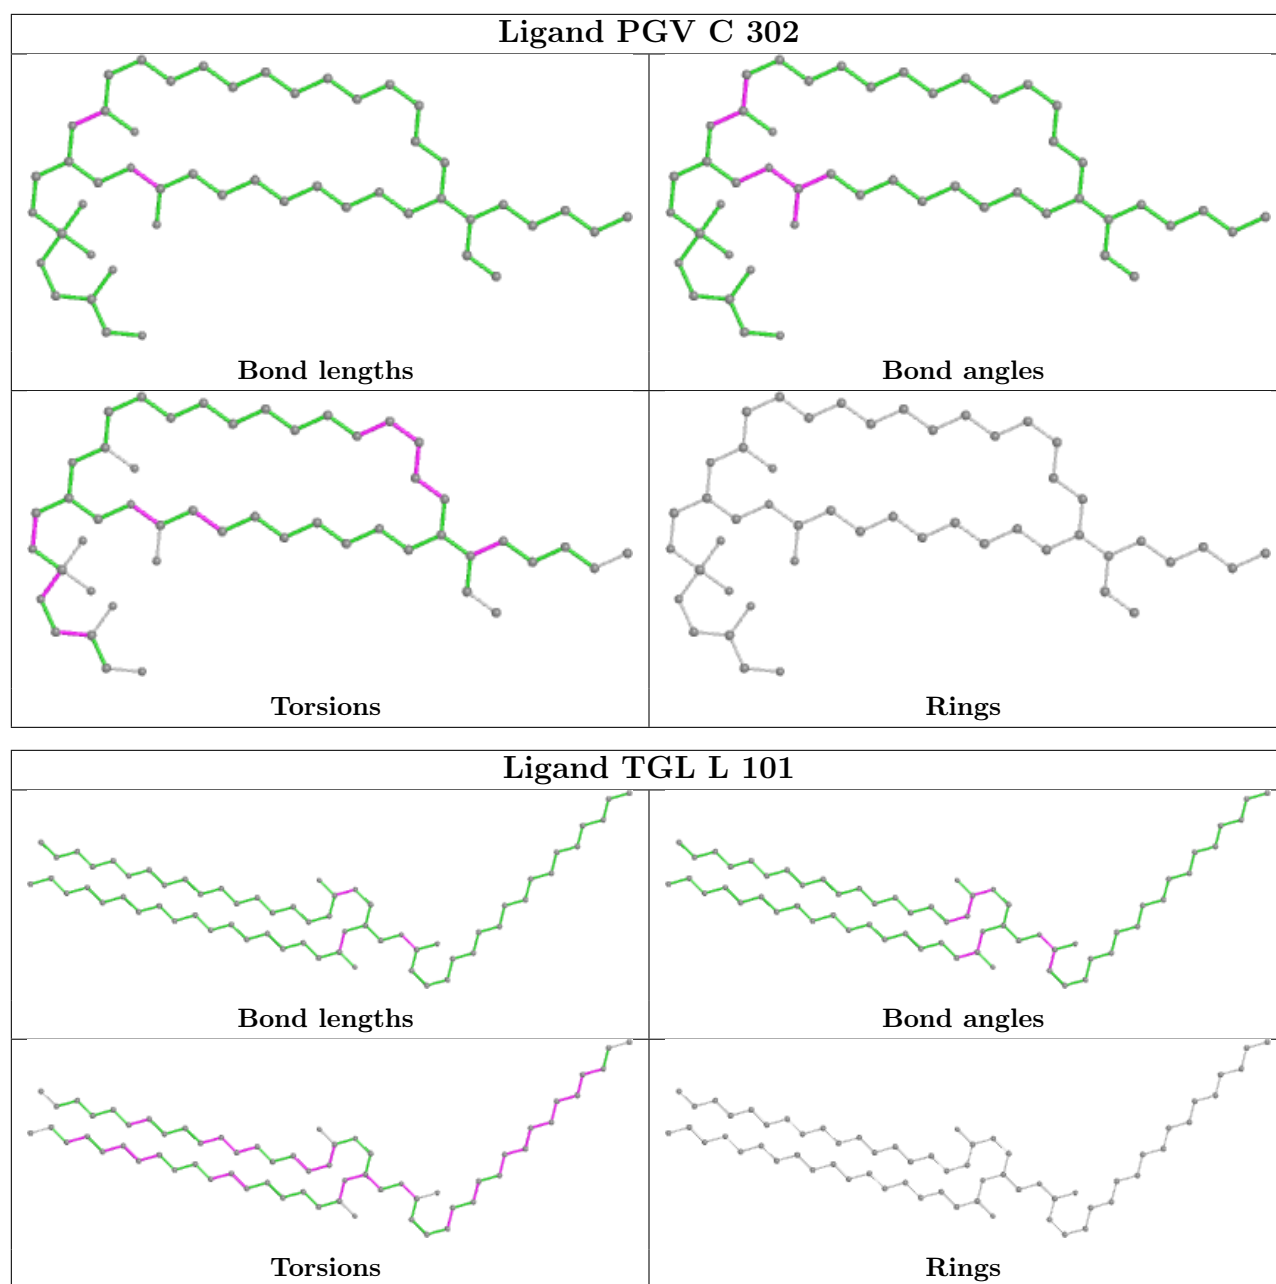 Ligand PGV C 302
Bond lengths
Bond angles
Torsions
Rings
Ligand TGL L 101
Bond lengths
Bond angles
Torsions
Rings